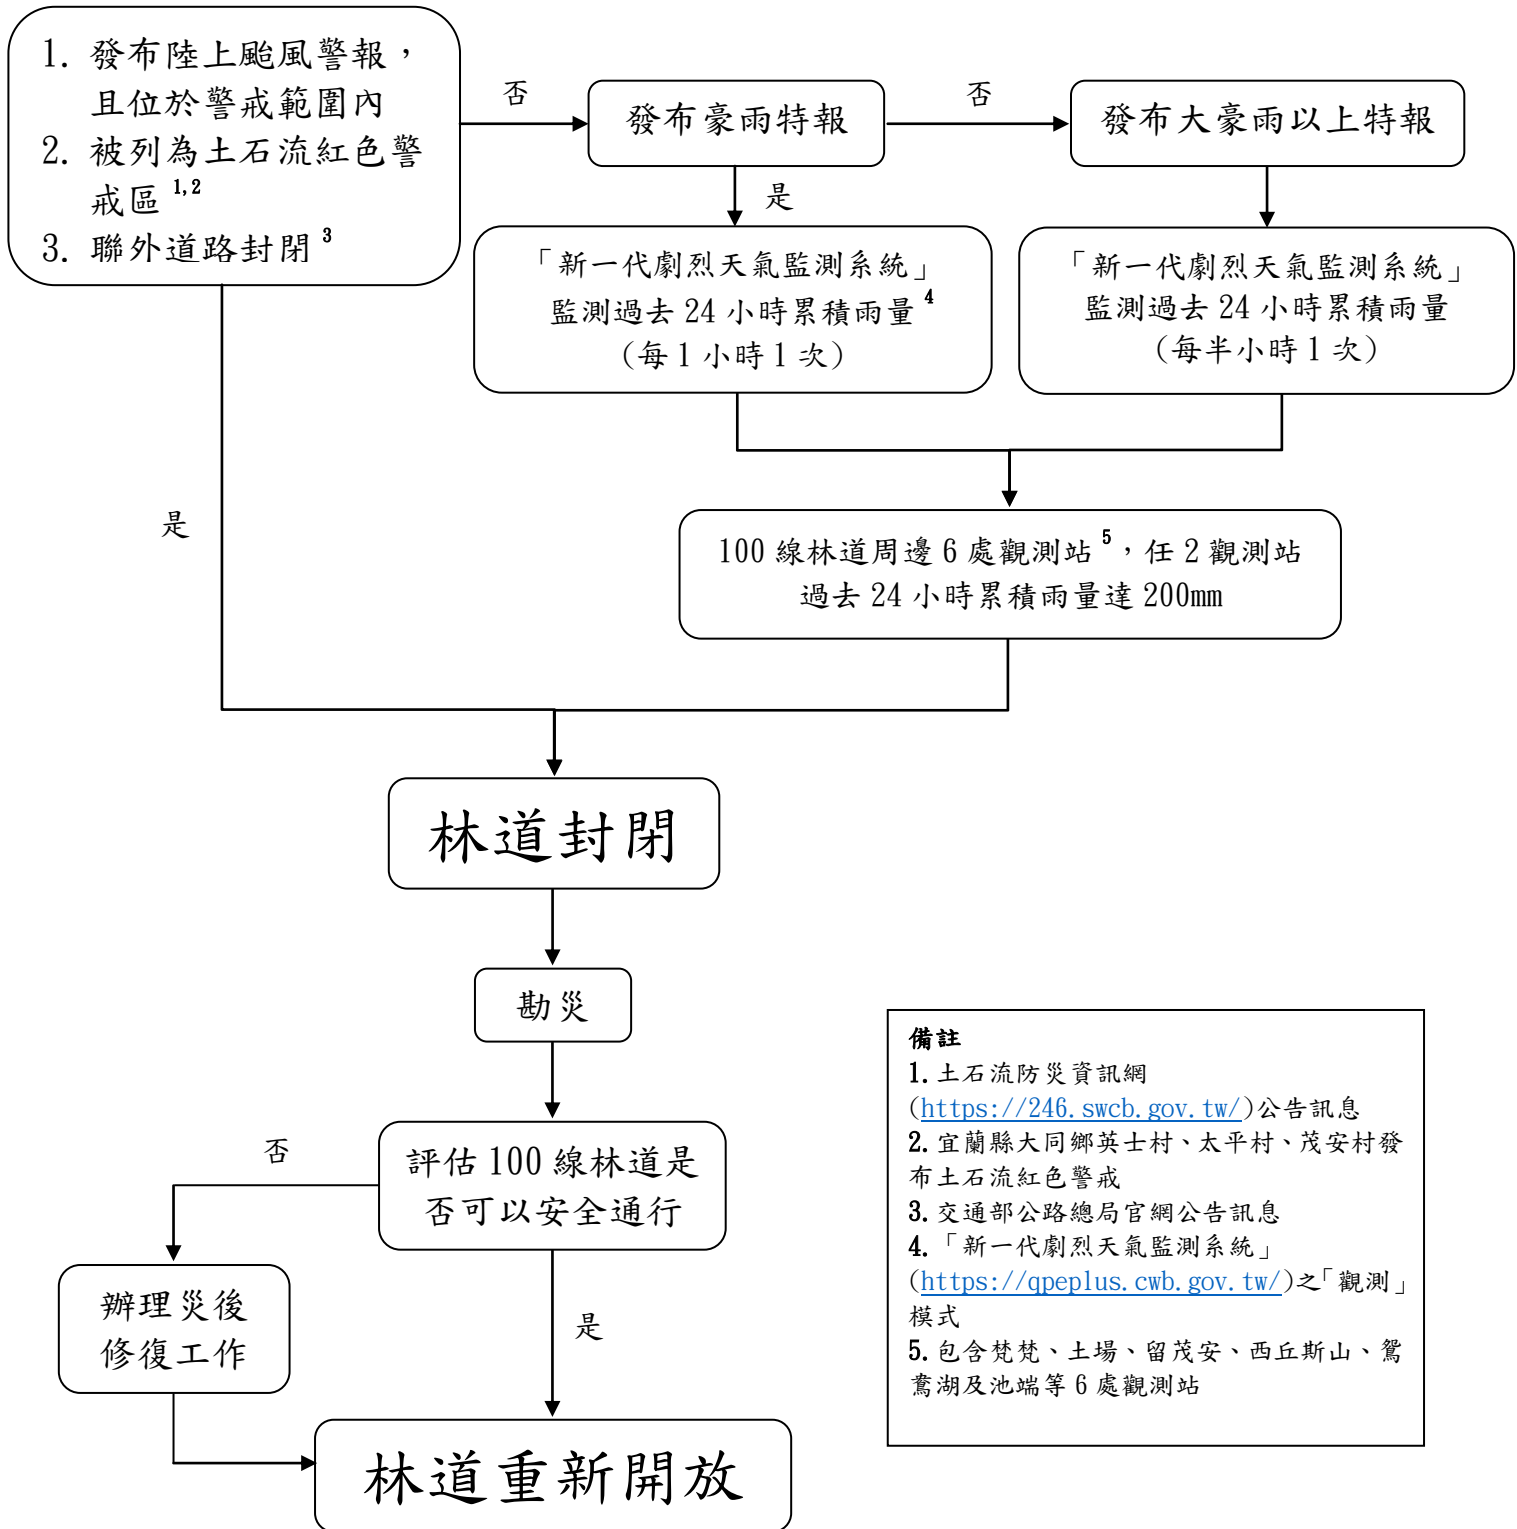 1. 發布陸上颱風警報，
且位於警戒範圍內
2. 被列為土石流紅色警
戒區 1,2
3. 聯外道路封閉 3
否
發布豪雨特報
否
發布大豪雨以上特報
是
「新一代劇烈天氣監測系統」
監測過去 24 小時累積雨量 4
(每 1 小時 1 次)
「新一代劇烈天氣監測系統」
監測過去 24 小時累積雨量
(每半小時 1 次)
是
100 線林道周邊 6 處觀測站 5，任 2 觀測站
過去 24 小時累積雨量達 200mm
林道封閉
勘災
評估 100 線林道是
否可以安全通行
否
辦理災後
修復工作
是
林道重新開放
備註
1. 土石流防災資訊網
(https://246.swcb.gov.tw/)公告訊息
2. 宜蘭縣大同鄉英士村、太平村、茂安村發
布土石流紅色警戒
3. 交通部公路總局官網公告訊息
4. 「新一代劇烈天氣監測系統」
(https://qpeplus.cwb.gov.tw/)之「觀測」
模式
5. 包含梵梵、土場、留茂安、西丘斯山、鴛
鴦湖及池端等 6 處觀測站